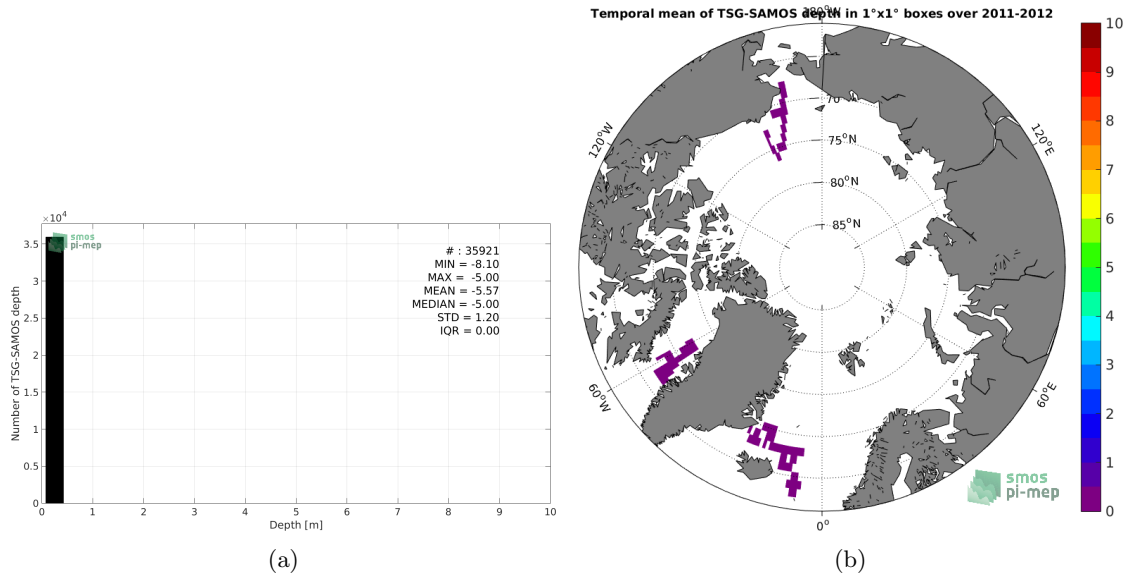 Temporal mean of TSG-SAMOS depth in 1°x1° boxes over 2011-2012
180°W
×10⁴
3.5
3
2.5
2
1.5
1
0.5
0
Number of TSG-SAMOS depth
smos
pi-mep
# : 35921
MIN = -8.10
MAX = -5.00
MEAN = -5.57
MEDIAN = -5.00
STD = 1.20
IQR = 0.00
0 1 2 3 4 5 6 7 8 9 10
Depth [m]
(a)
120°W
120°E
70°N
75°N
80°N
85°N
60°W
60°E
0°
smos
pi-mep
10
9
8
7
6
5
4
3
2
1
0
(b)